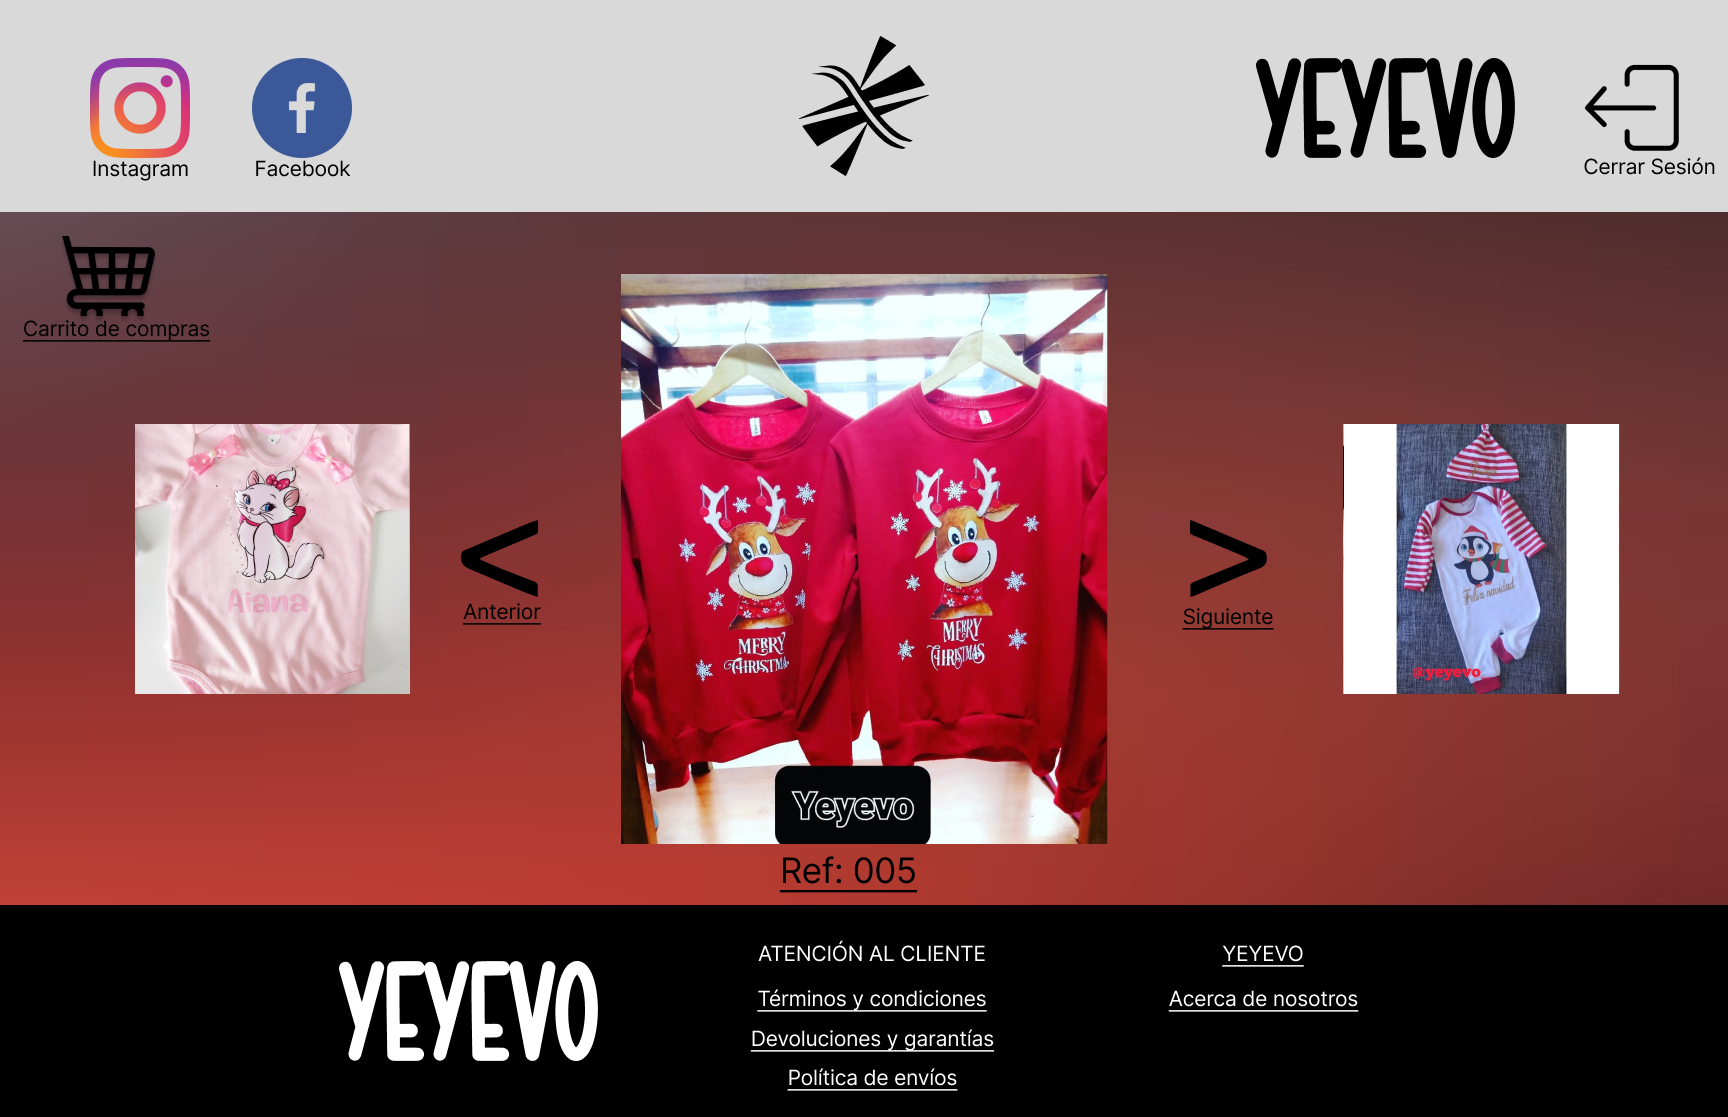 Instagram
Facebook
YEYEVO
Cerrar Sesión
Carrito de compras
Aiana
<
Anterior
MERRY
CHRISTMAS
MERRY
CHRISTMAS
Yeyevo
>
Siguiente
Feliz navidad
@yeyevo
Ref: 005
YEYEVO
ATENCIÓN AL CLIENTE
Términos y condiciones
Devoluciones y garantías
Política de envíos
YEYEVO
Acerca de nosotros